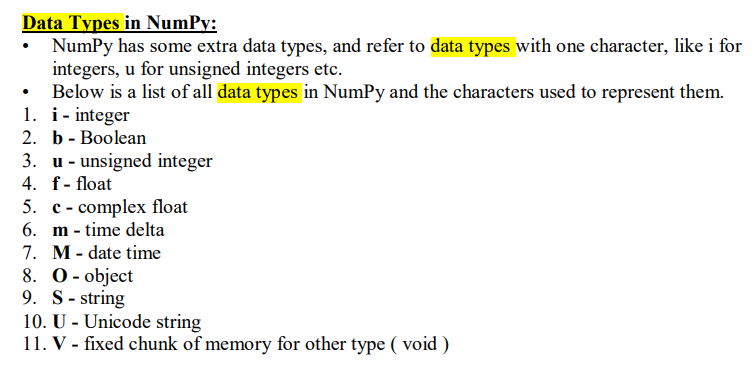 Data Types in NumPy:
• NumPy has some extra data types, and refer to data types with one character, like i for
integers, u for unsigned integers etc.
• Below is a list of all data types in NumPy and the characters used to represent them.
1. i - integer
2. b - Boolean
3. u - unsigned integer
4. f - float
5. c - complex float
6. m - time delta
7. M - date time
8. O - object
9. S - string
10. U - Unicode string
11. V - fixed chunk of memory for other type ( void )